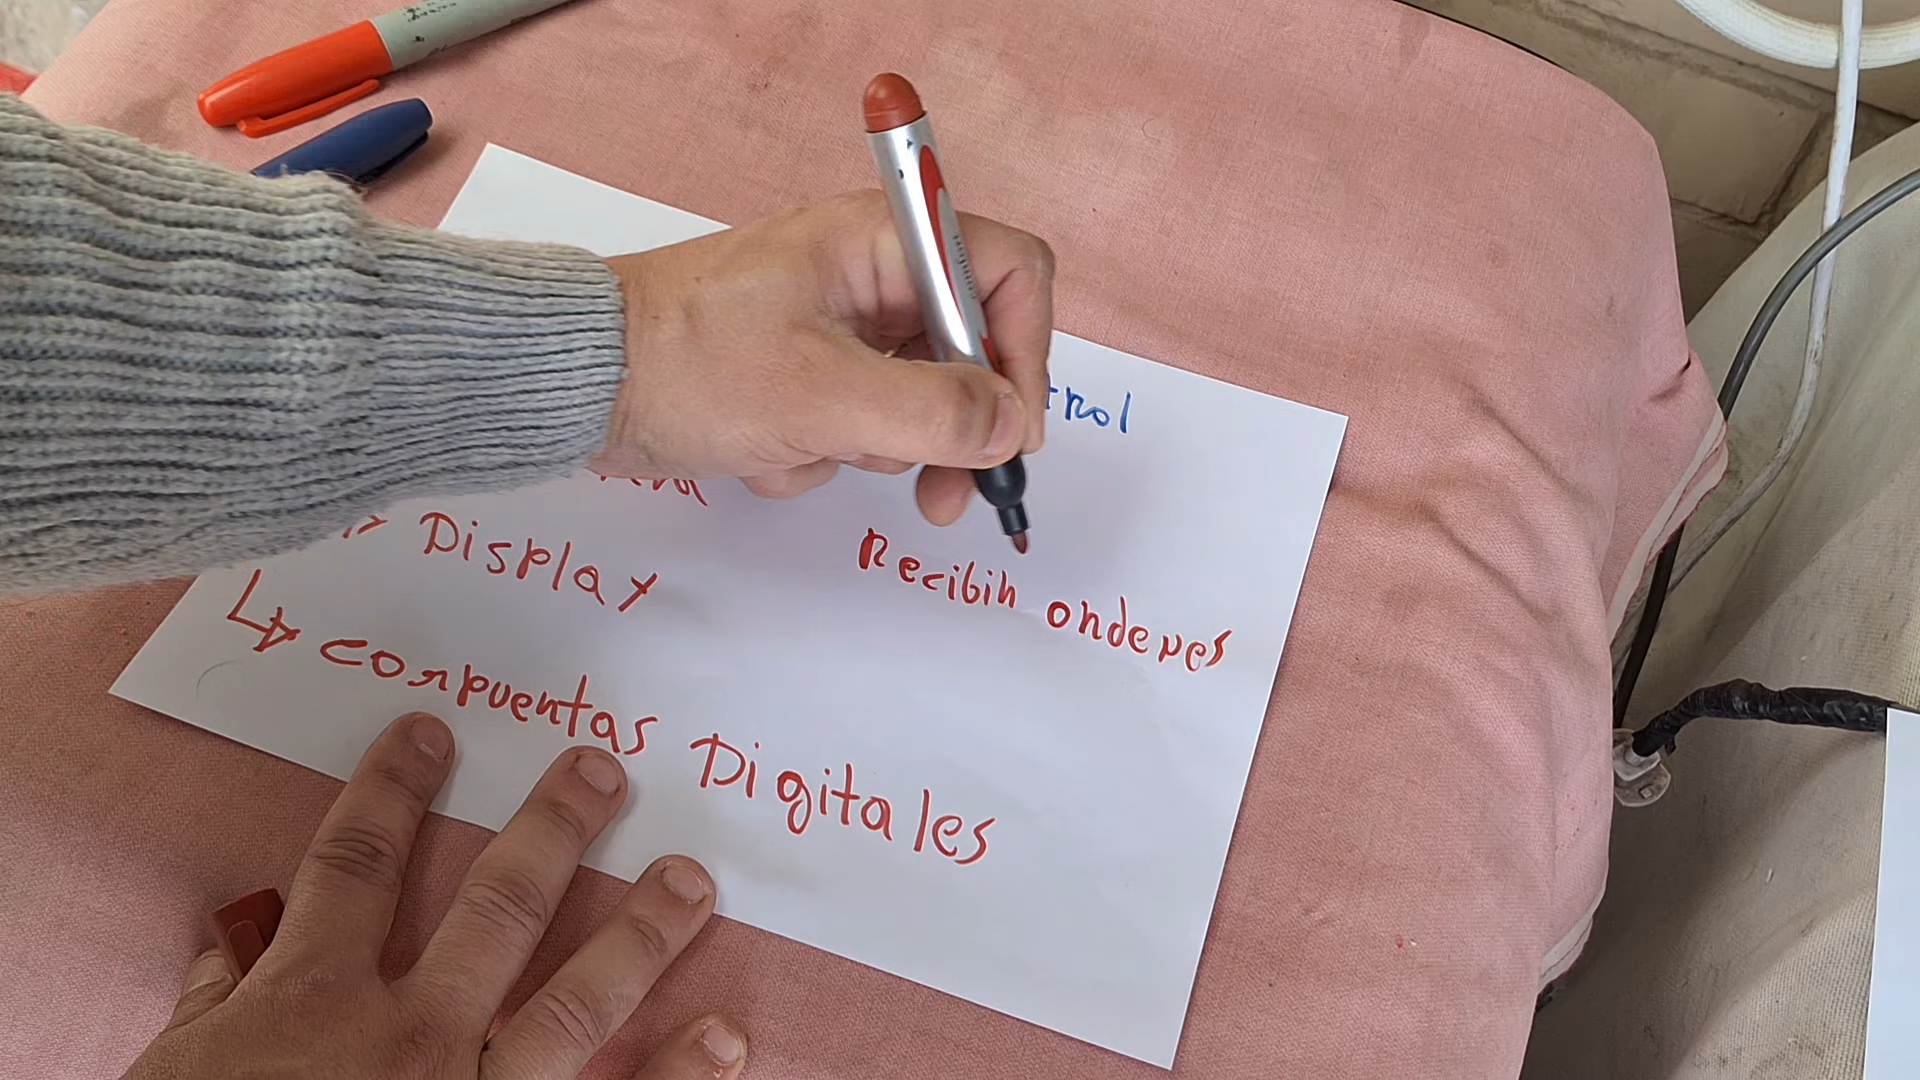 trol
Display
Recibir ordenes
compuertas Digitales